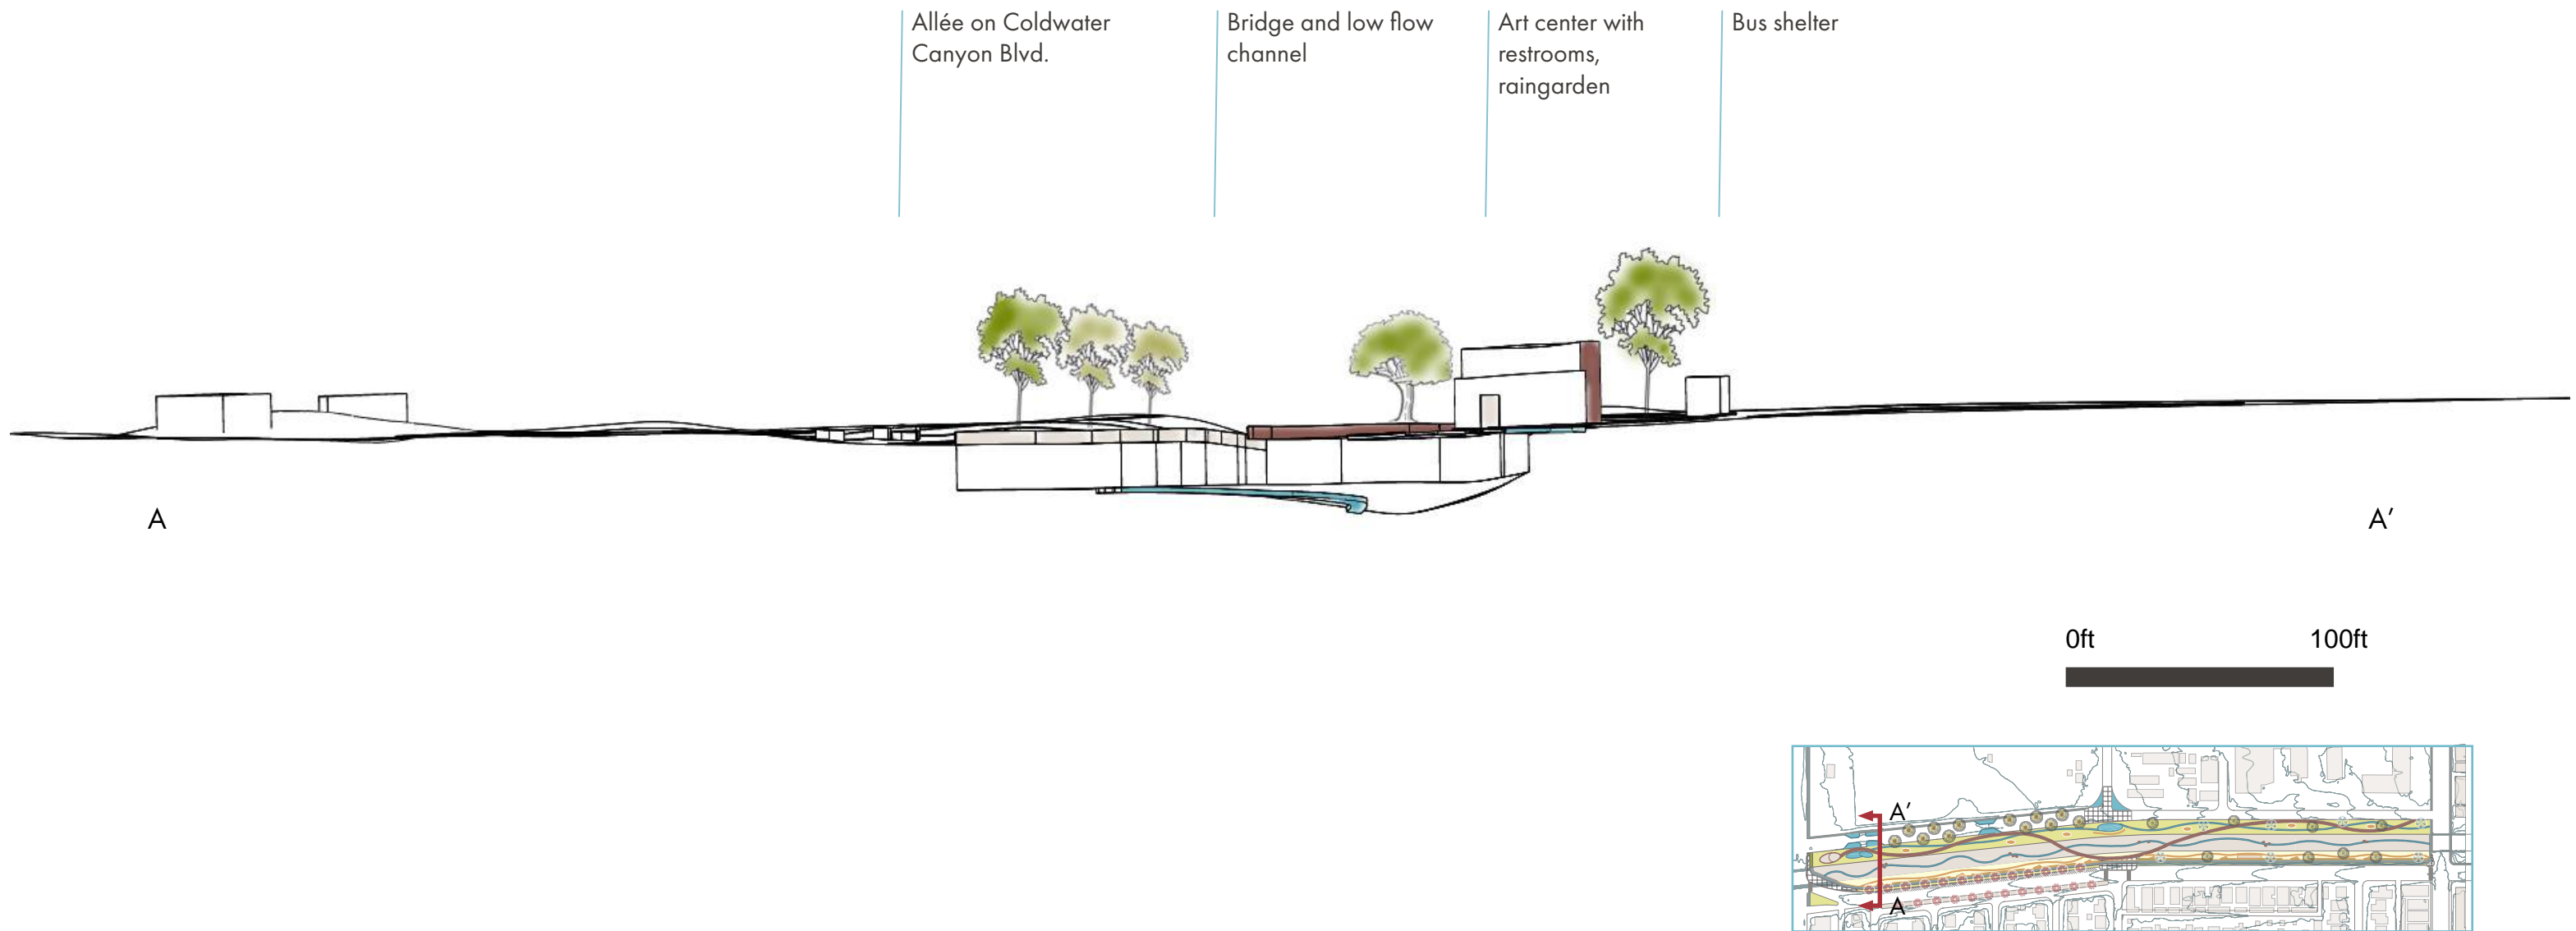 Allée on Coldwater
Canyon Blvd.
Bridge and low flow
channel
Art center with
restrooms,
raingarden
Bus shelter
A
A′
0ft
100ft
A′
A